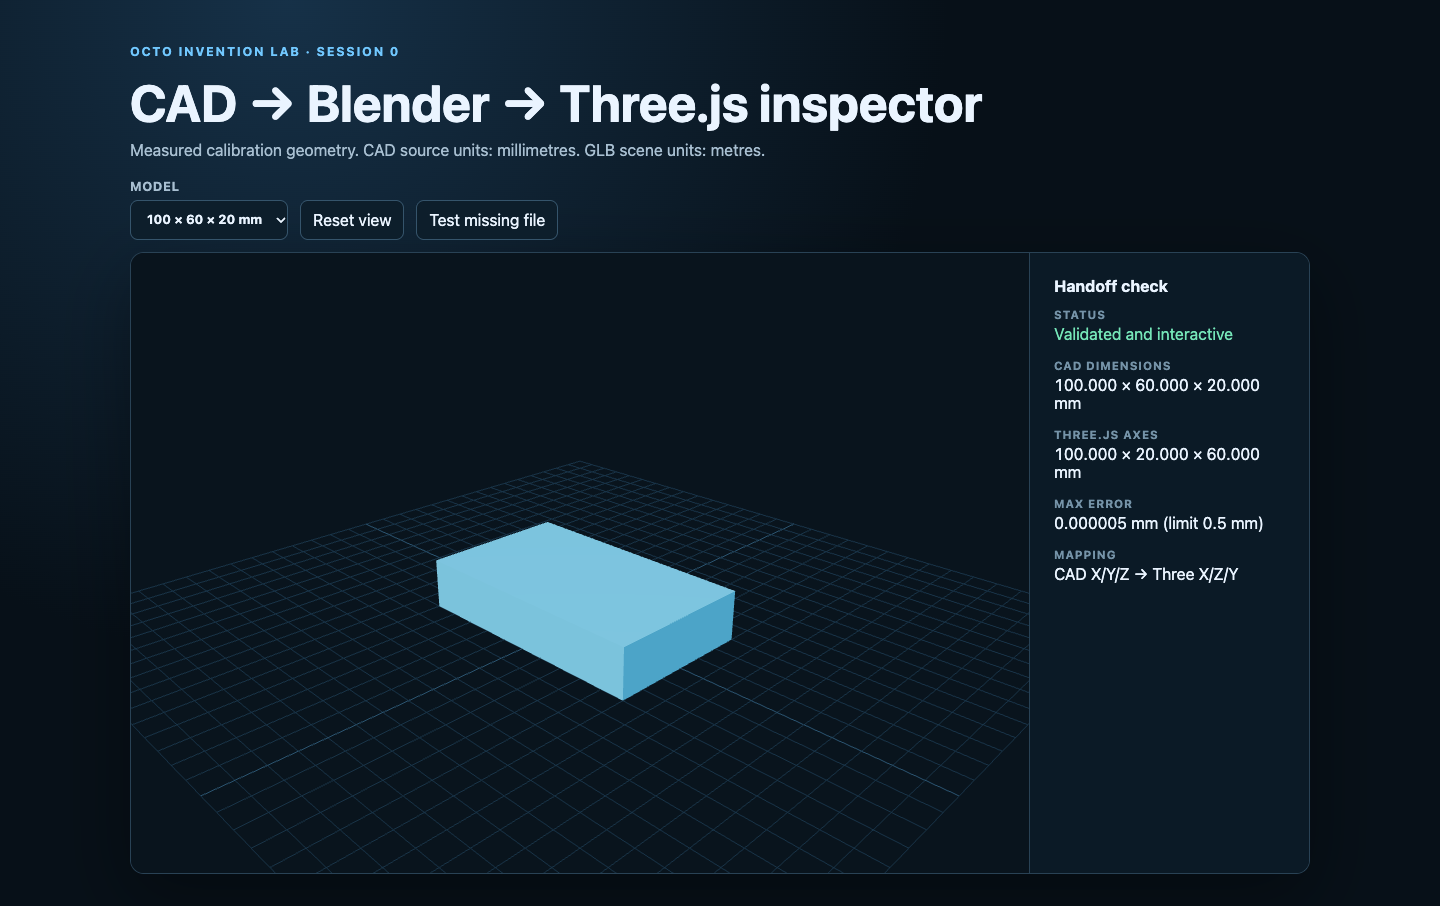 OCTO INVENTION LAB · SESSION 0
CAD → Blender → Three.js inspector
Measured calibration geometry. CAD source units: millimetres. GLB scene units: metres.
MODEL
100 × 60 × 20 mm
Reset view
Test missing file
Handoff check
STATUS
Validated and interactive
CAD DIMENSIONS
100.000 × 60.000 × 20.000
mm
THREE.JS AXES
100.000 × 20.000 × 60.000
mm
MAX ERROR
0.000005 mm (limit 0.5 mm)
MAPPING
CAD X/Y/Z → Three X/Z/Y